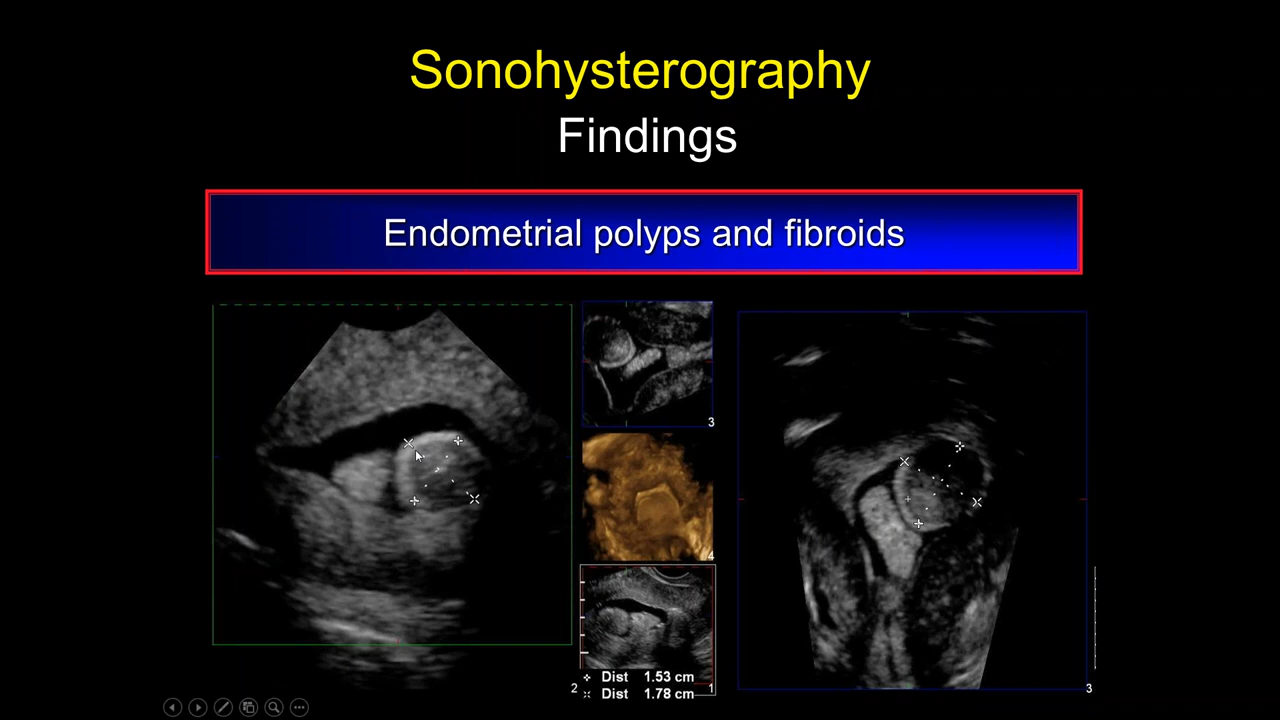 Sonohysterography
Findings
Endometrial polyps and fibroids
3
4
Dist 1.53 cm
2 Dist 1.78 cm 1
3